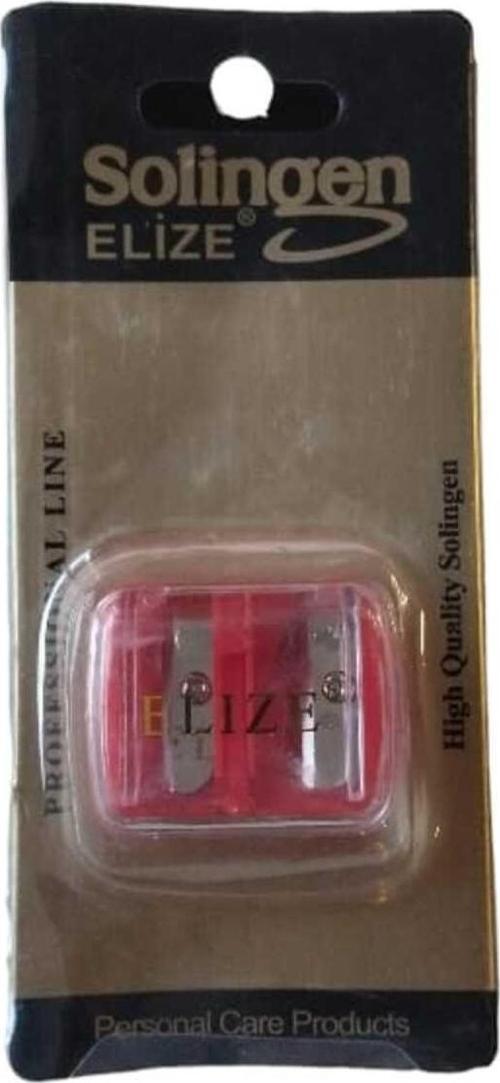 Solingen
ELİZE®
PROFESSIONAL LINE
High Quality Solingen
ELIZE®
Personal Care Products